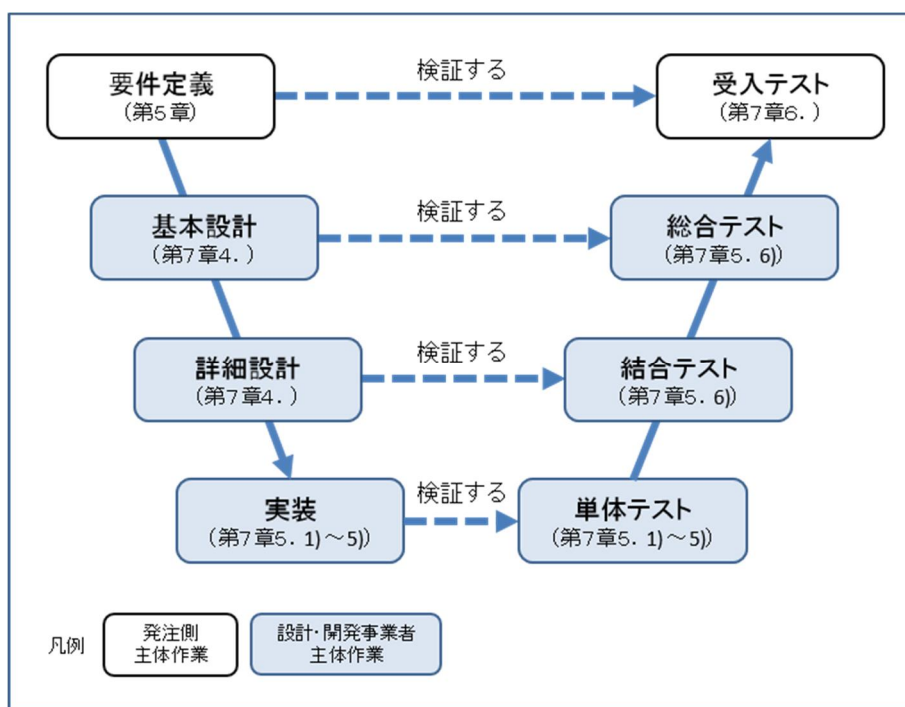 要件定義
(第5章)
検証する
受入テスト
(第7章6.)
基本設計
(第7章4.)
検証する
総合テスト
(第7章5. 6))
詳細設計
(第7章4.)
検証する
結合テスト
(第7章5. 6))
実装
(第7章5. 1)～5))
検証する
単体テスト
(第7章5. 1)～5))
凡例
発注側
主体作業
設計・開発事業者
主体作業